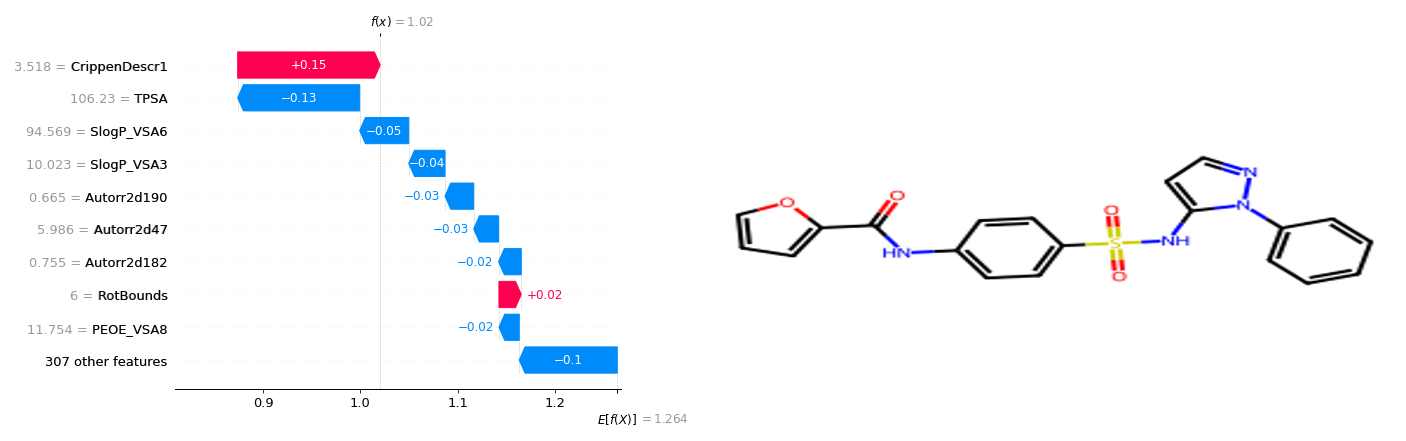 f(x) = 1.02
3.518 = CrippenDescr1
+0.15
106.23 = TPSA
−0.13
94.569 = SlogP_VSA6
−0.05
10.023 = SlogP_VSA3
−0.04
0.665 = Autorr2d190
−0.03
5.986 = Autorr2d47
−0.03
0.755 = Autorr2d182
−0.02
6 = RotBounds
+0.02
11.754 = PEOE_VSA8
−0.02
307 other features
−0.1
0.9 1.0 1.1 1.2
E[f(X)] = 1.264
O
O
HN
O
S
O
NH
N
N